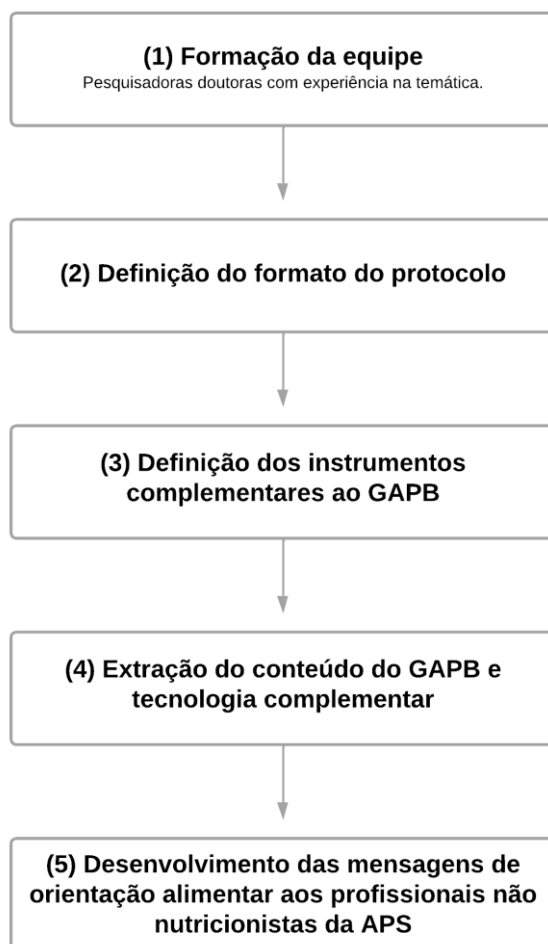 (1) Formação da equipe
Pesquisadoras doutoras com experiência na temática.
(2) Definição do formato do protocolo
(3) Definição dos instrumentos
complementares ao GAPB
(4) Extração do conteúdo do GAPB e
tecnologia complementar
(5) Desenvolvimento das mensagens de
orientação alimentar aos profissionais não
nutricionistas da APS